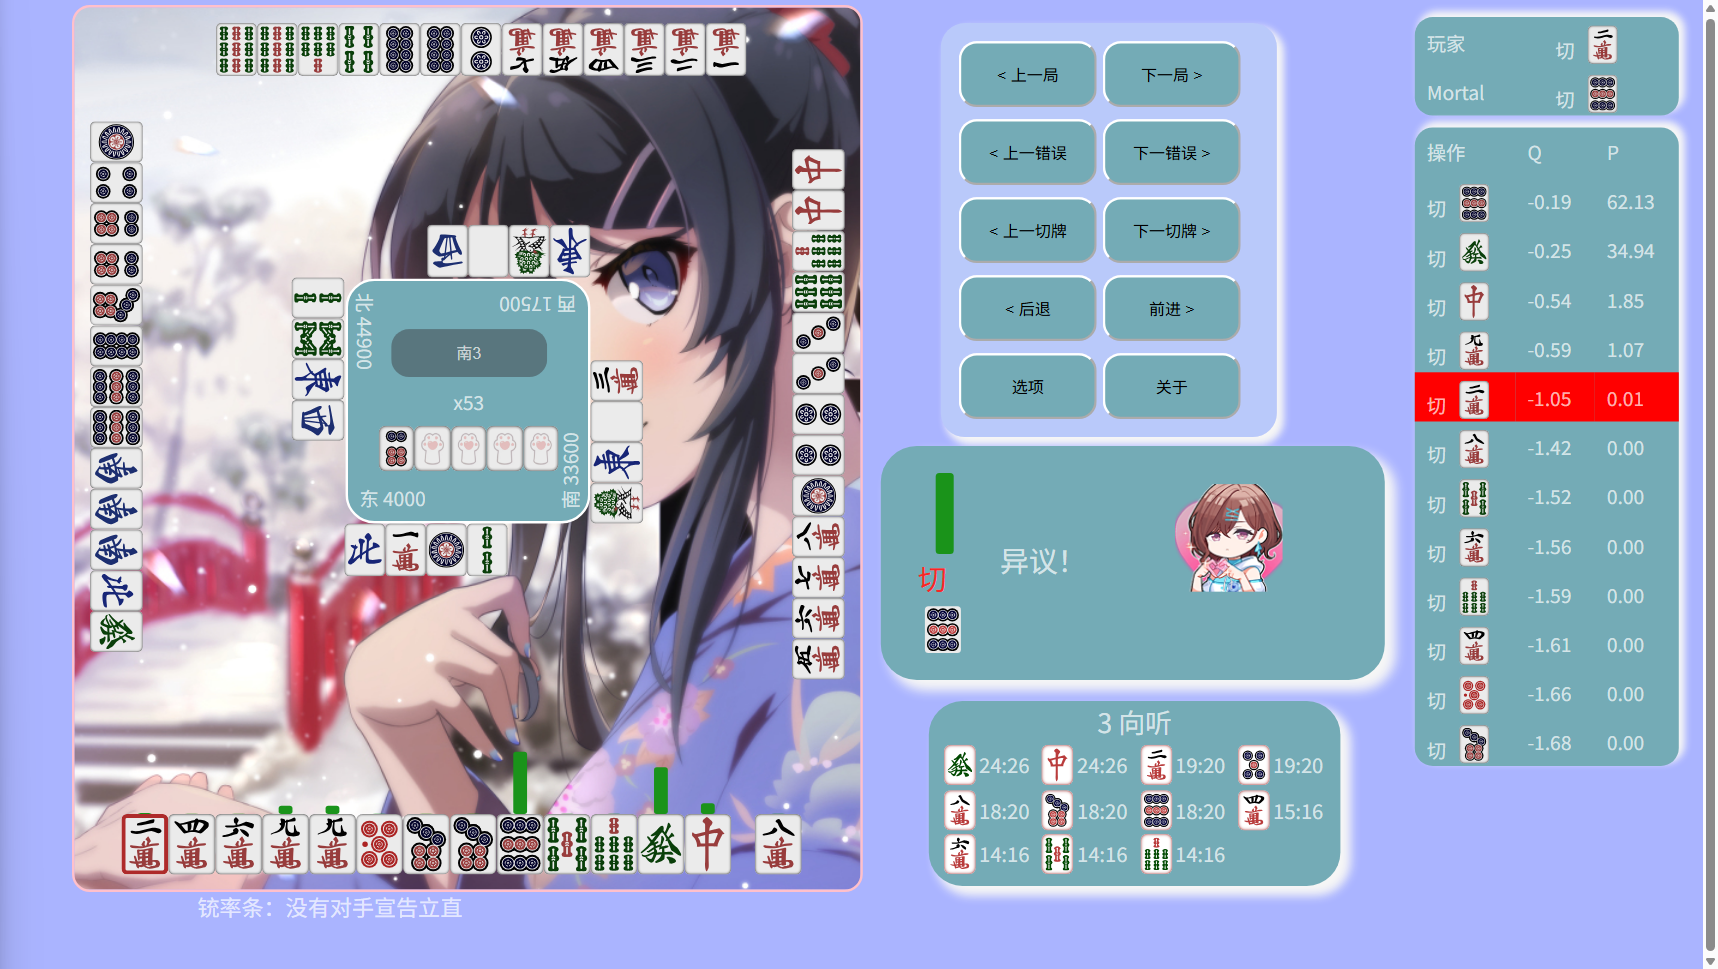 北 44900
西 17500
南3
x53
东 4000
南 33600
铳率条：没有对手宣告立直
< 上一局
下一局 >
< 上一错误
下一错误 >
< 上一切牌
下一切牌 >
< 后退
前进 >
选项
关于
切
异议！
3 向听
24:26 24:26 19:20 19:20
18:20 18:20 18:20 15:16
14:16 14:16 14:16
玩家 切
Mortal 切
操作 Q P
切 -0.19 62.13
切 -0.25 34.94
切 -0.54 1.85
切 -0.59 1.07
切 -1.05 0.01
切 -1.42 0.00
切 -1.52 0.00
切 -1.56 0.00
切 -1.59 0.00
切 -1.61 0.00
切 -1.66 0.00
切 -1.68 0.00